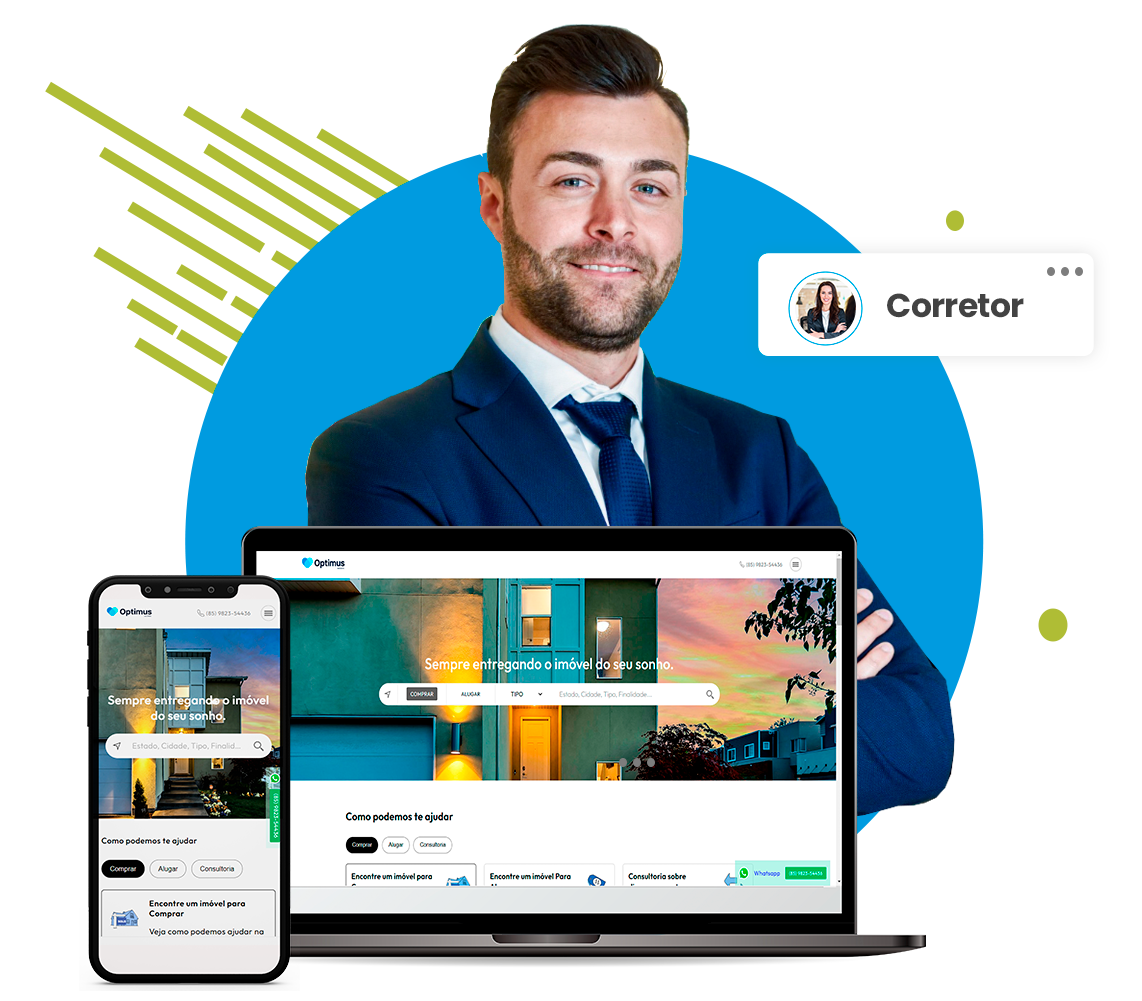 Corretor
Optimus
(85) 9823-54436
Sempre entregando o imóvel do seu sonho.
COMPRAR
ALUGAR
TIPO
Estado, Cidade, Tipo, Finalidade...
Como podemos te ajudar
Comprar
Alugar
Consultoria
Encontre um imóvel para
Encontre um imóvel Para
Consultoria sobre
Whatsapp
(85) 9823-54436
Optimus
(85) 9823-54436
Sempre entregando o imóvel
do seu sonho.
Estado, Cidade, Tipo, Finalid...
(85) 9823-54436
Como podemos te ajudar
Comprar
Alugar
Consultoria
Encontre um imóvel para
Comprar
Veja como podemos ajudar na